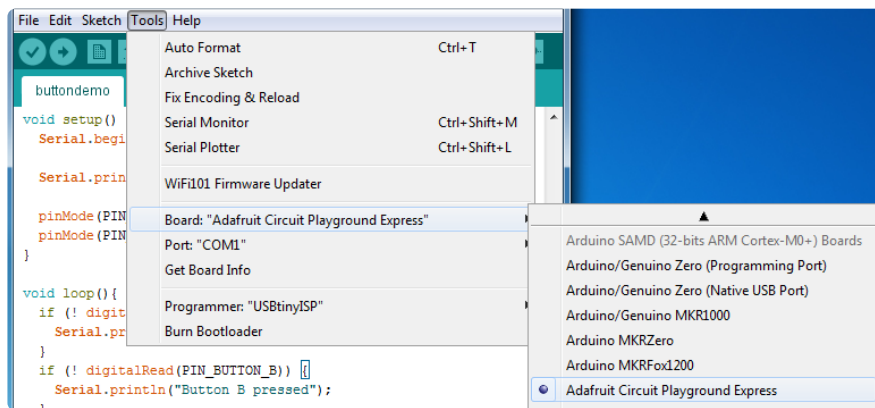 File Edit Sketch Tools Help
Auto Format Ctrl+T
Archive Sketch
Fix Encoding & Reload
Serial Monitor Ctrl+Shift+M
Serial Plotter Ctrl+Shift+L
WiFi101 Firmware Updater
Board: "Adafruit Circuit Playground Express"
Port: "COM1"
Get Board Info
Programmer: "USBtinyISP"
Burn Bootloader
Arduino SAMD (32-bits ARM Cortex-M0+) Boards
Arduino/Genuino Zero (Programming Port)
Arduino/Genuino Zero (Native USB Port)
Arduino/Genuino MKR1000
Arduino MKRZero
Arduino MKRFox1200
Adafruit Circuit Playground Express
buttondemo
void setup()
Serial.begi
Serial.prin
pinMode(PIN
pinMode(PIN
}
void loop(){
if (! digit
Serial.pr
}
if (! digitalRead(PIN_BUTTON_B)) {
Serial.println("Button B pressed");